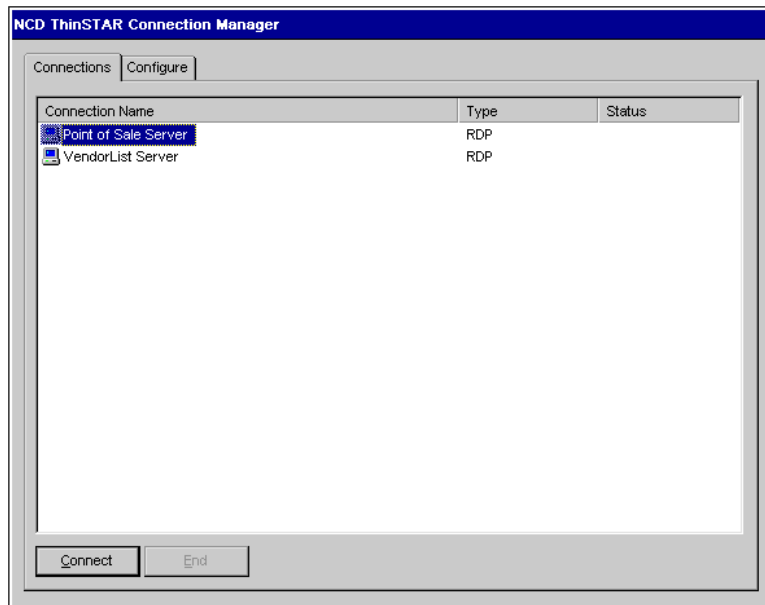 NCD ThinSTAR Connection Manager
Connections Configure
Connection Name Type Status
Point of Sale Server RDP
VendorList Server RDP
Connect End